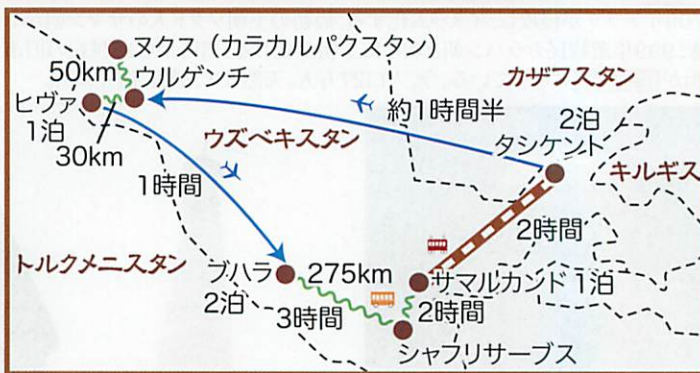 ヌクス（カラカルパクスタン）
50km
ウルゲンチ
カザフスタン
ヒヴァ
1泊
30km
約1時間半
2泊
タシケント
ウズベキスタン
キルギス
1時間
2時間
トルクメニスタン
ブハラ
2泊
275km
3時間
サマルカンド 1泊
2時間
シャフリサーブス